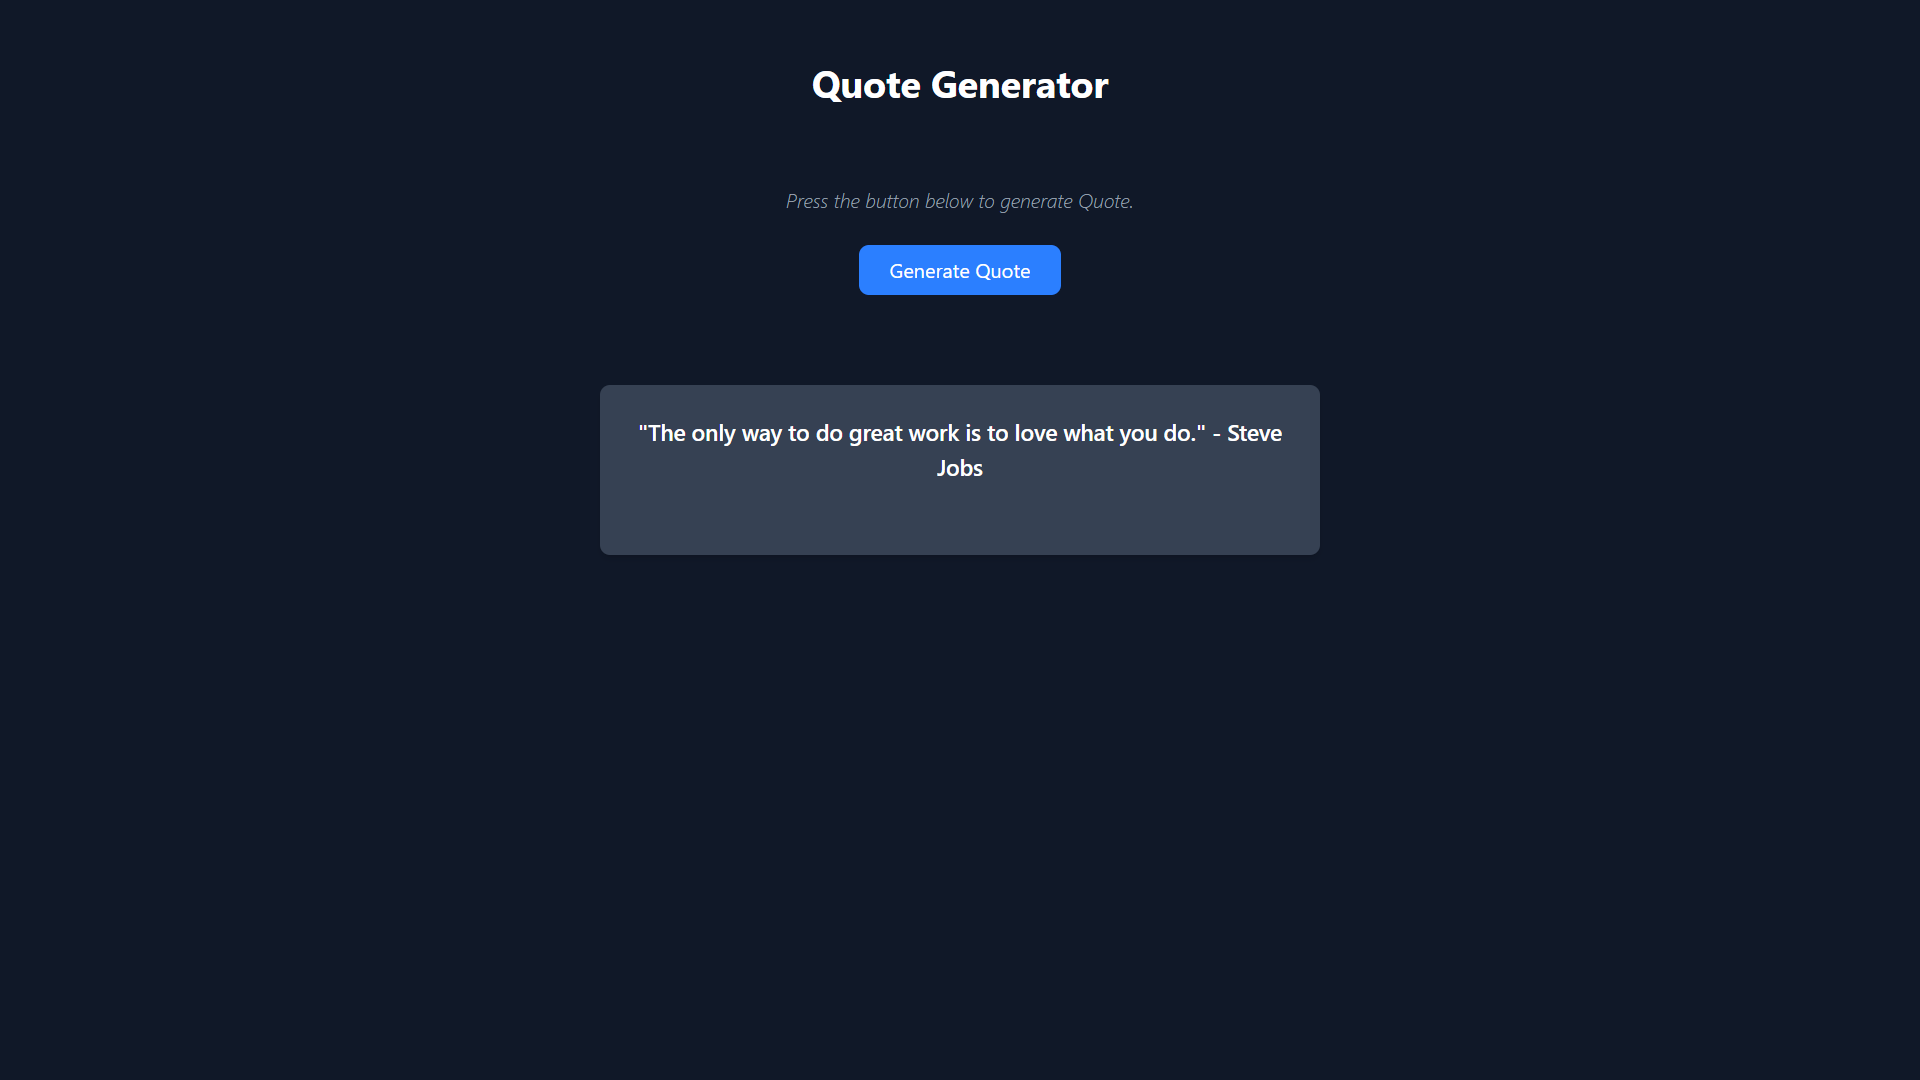 Quote Generator
Press the button below to generate Quote.
Generate Quote
"The only way to do great work is to love what you do." - Steve
Jobs